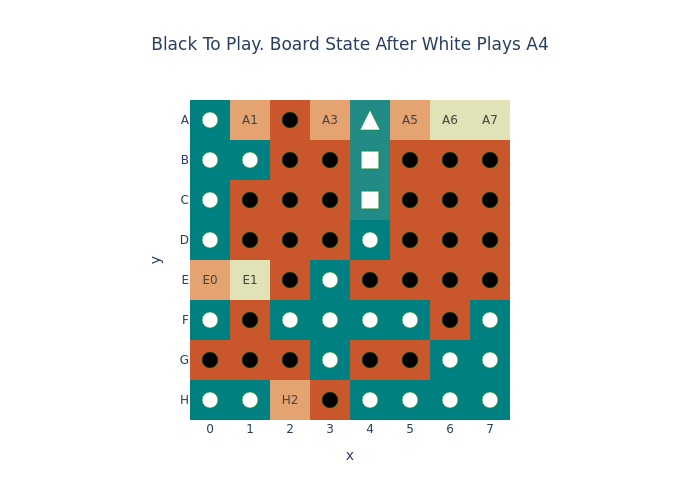 Black To Play. Board State After White Plays A4
A A1 A3 A5 A6 A7
B
C
D
y
E E0 E1
F
G
H H2
0 1 2 3 4 5 6 7
x